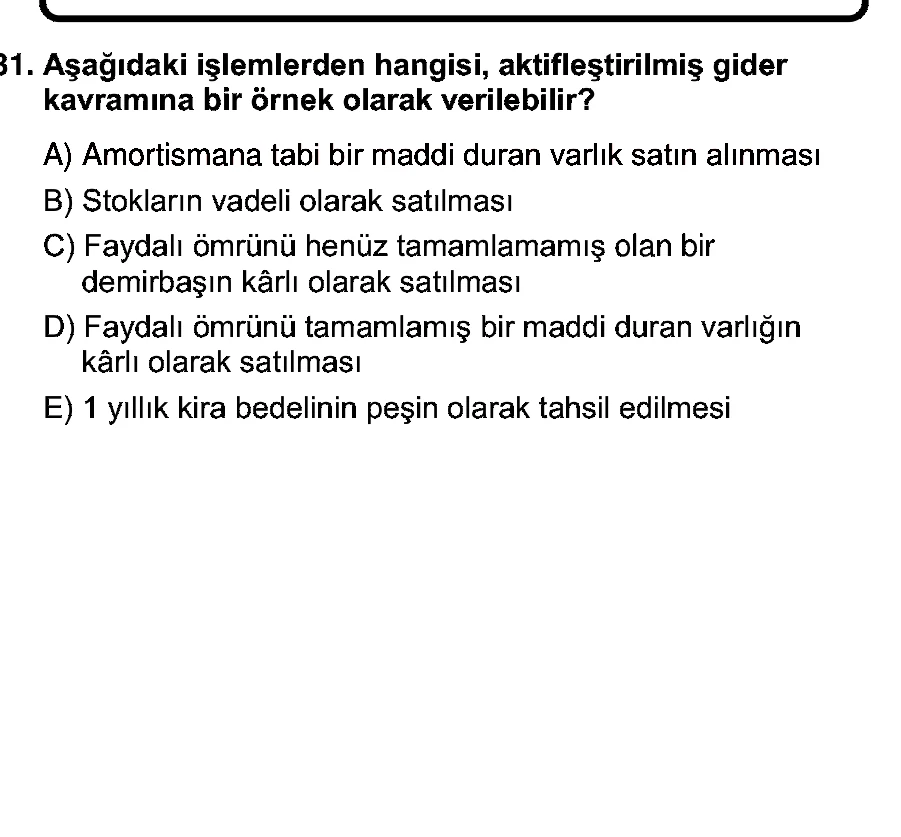 31. Aşağıdaki işlemlerden hangisi, aktifleştirilmiş gider
kavramına bir örnek olarak verilebilir?
A) Amortismana tabi bir maddi duran varlık satın alınması
B) Stokların vadeli olarak satılması
C) Faydalı ömrünü henüz tamamlamamış olan bir
demirbaşın kârlı olarak satılması
D) Faydalı ömrünü tamamlamış bir maddi duran varlığın
kârlı olarak satılması
E) 1 yıllık kira bedelinin peşin olarak tahsil edilmesi